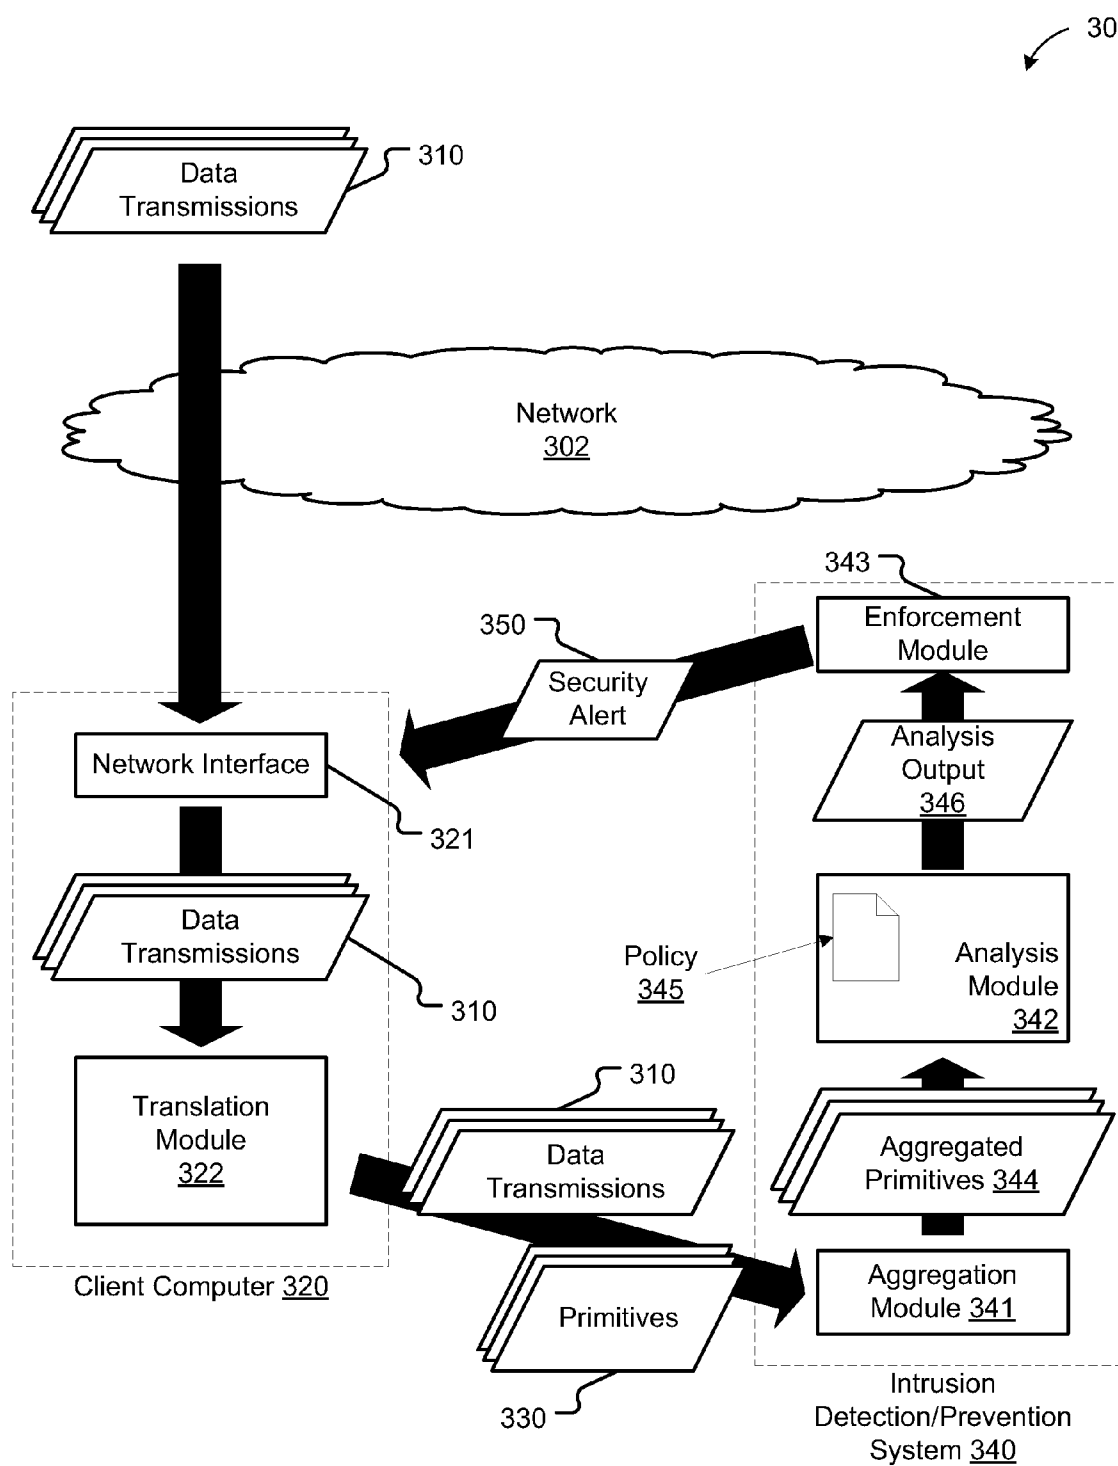 30
Data
Transmissions
310
Network
302
343
Enforcement
Module
350
Security
Alert
Analysis
Output
346
Network Interface
321
Data
Transmissions
310
Policy
345
Analysis
Module
342
Translation
Module
322
310
Data
Transmissions
Aggregated
Primitives 344
Client Computer 320
Primitives
330
Aggregation
Module 341
Intrusion
Detection/Prevention
System 340